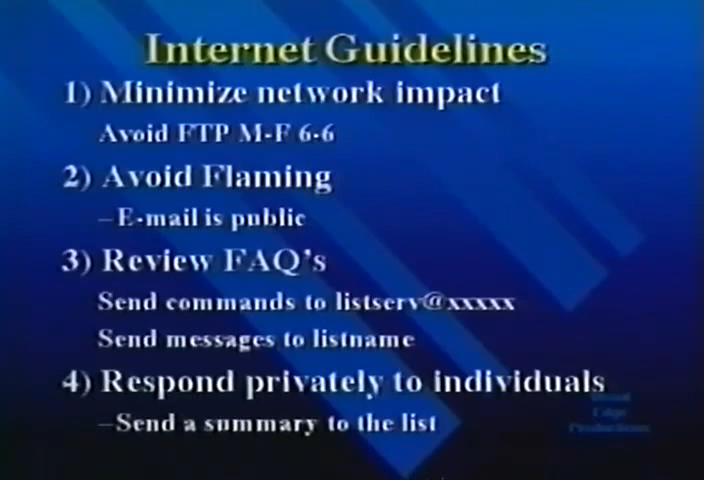 Internet Guidelines
1) Minimize network impact
Avoid FTP M-F 6-6
2) Avoid Flaming
–E-mail is public
3) Review FAQ's
Send commands to listserv@xxxxx
Send messages to listname
4) Respond privately to individuals
–Send a summary to the list
Edge
Productions